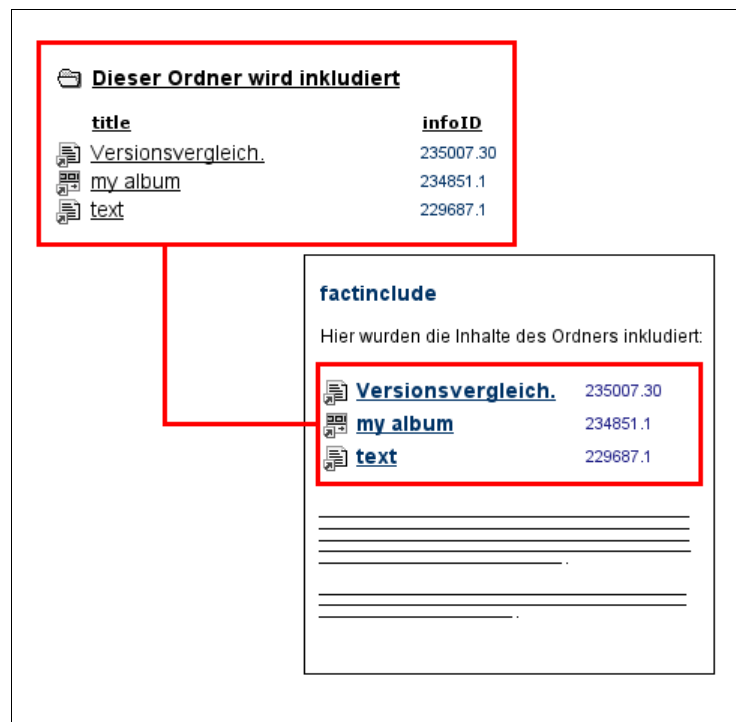 Dieser Ordner wird inkludiert
title infoID
Versionsvergleich. 235007.30
my album 234851.1
text 229687.1
factinclude
Hier wurden die Inhalte des Ordners inkludiert:
Versionsvergleich. 235007.30
my album 234851.1
text 229687.1